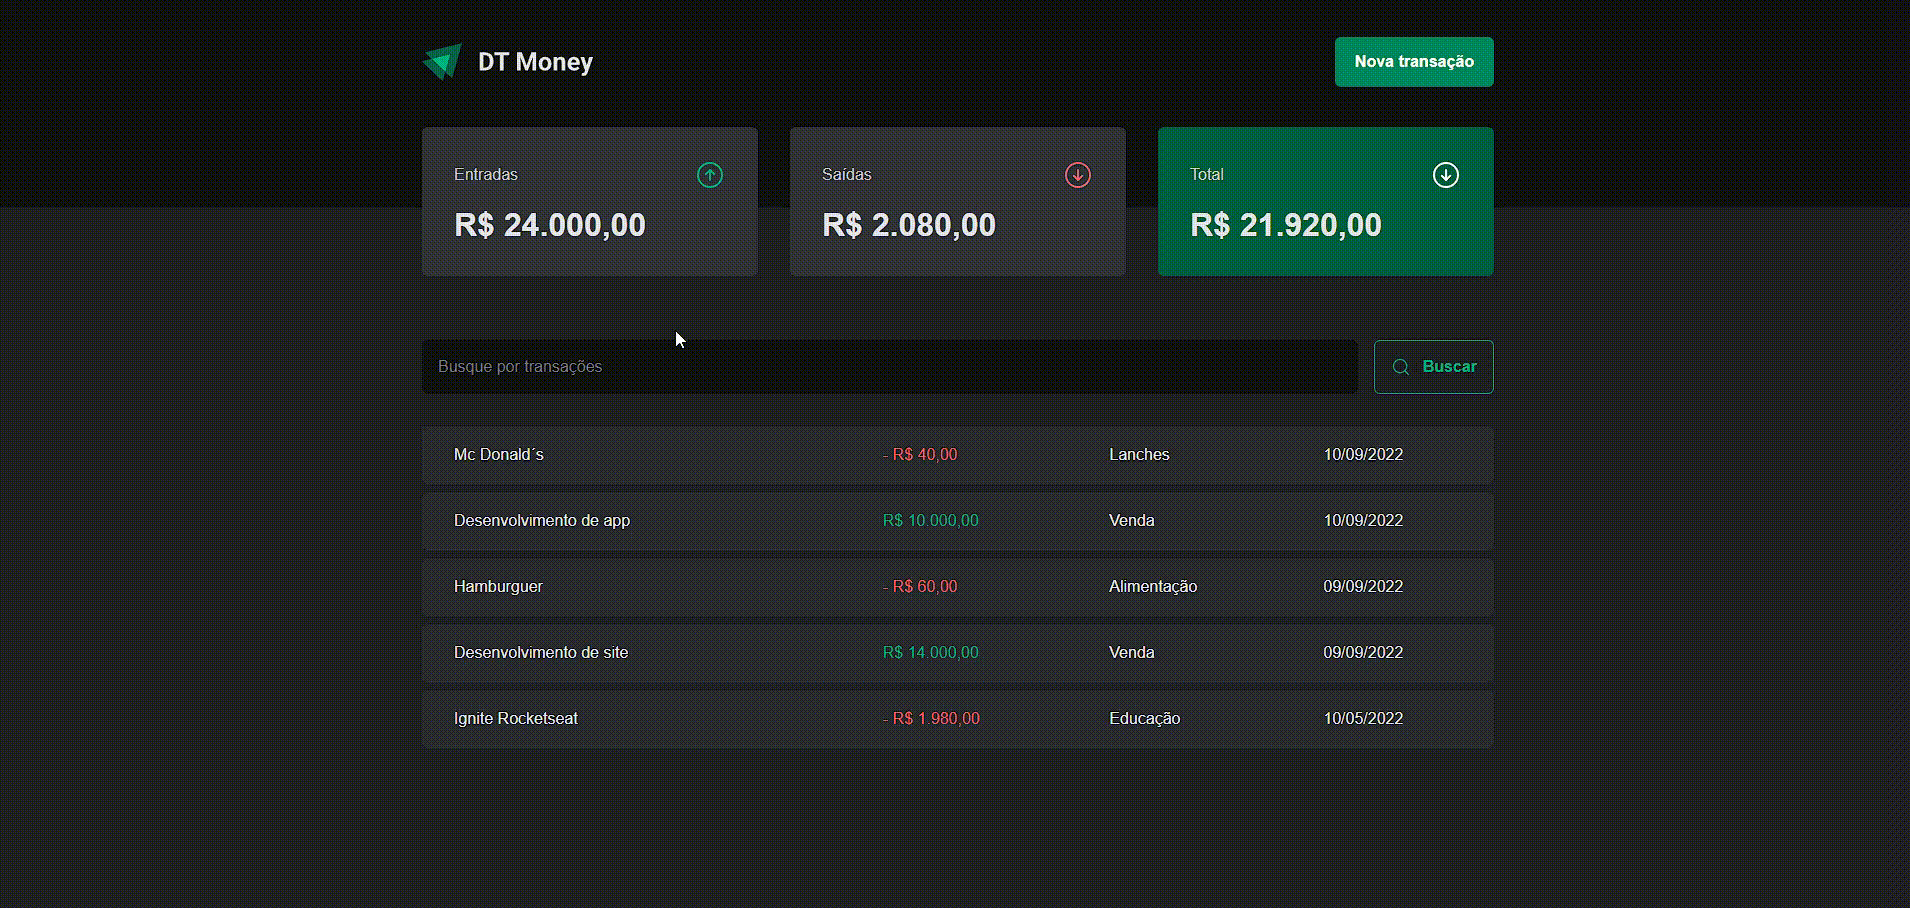 DT Money
Nova transação
Entradas
R$ 24.000,00
Saídas
R$ 2.080,00
Total
R$ 21.920,00
Busque por transações
Buscar
Mc Donald´s - R$ 40,00 Lanches 10/09/2022
Desenvolvimento de app R$ 10.000,00 Venda 10/09/2022
Hamburguer - R$ 60,00 Alimentação 09/09/2022
Desenvolvimento de site R$ 14.000,00 Venda 09/09/2022
Ignite Rocketseat - R$ 1.980,00 Educação 10/05/2022